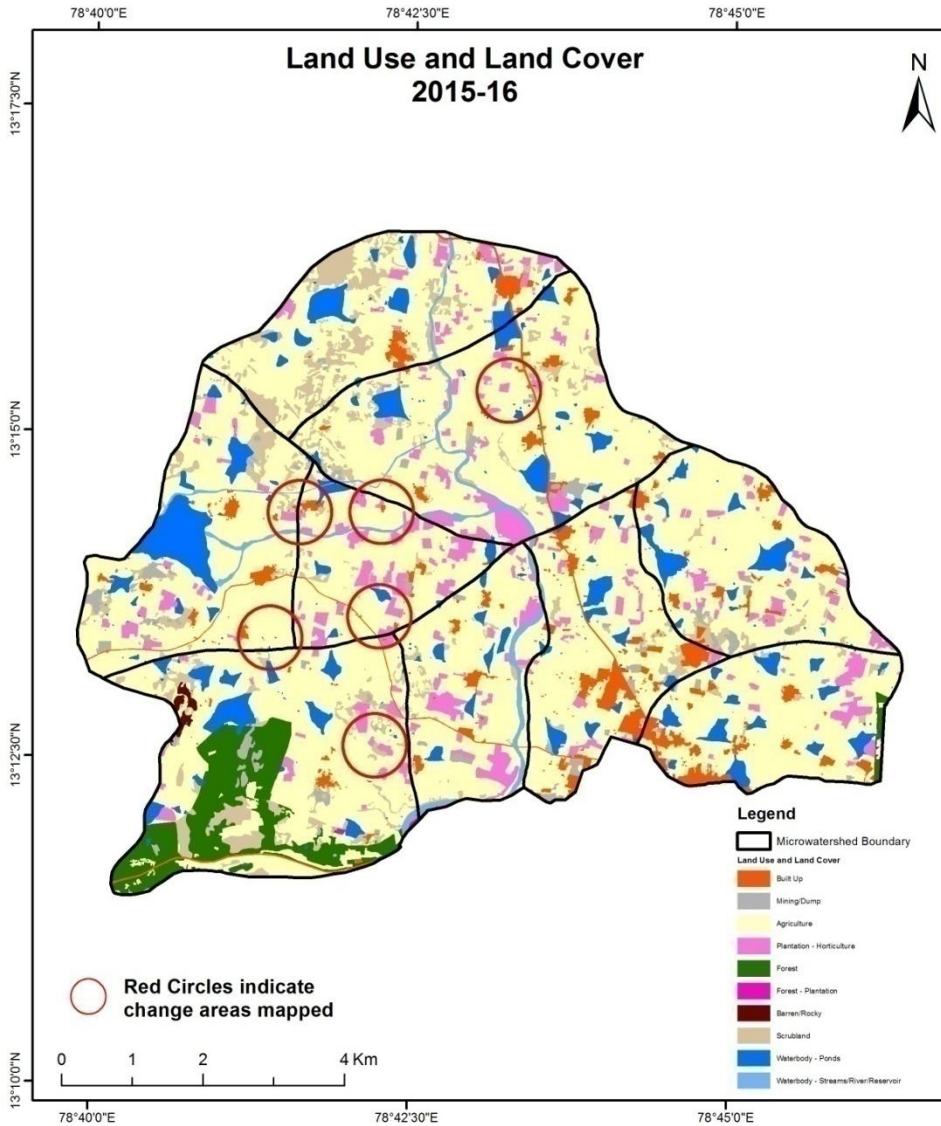 78°40'0"E 78°42'30"E 78°45'0"E
Land Use and Land Cover
2015-16
N
13°17'30"N
13°15'0"N
13°12'30"N
13°10'0"N
Legend
Microwatershed Boundary
Land Use and Land Cover
Built Up
Mining/Dump
Agriculture
Plantation - Horticulture
Forest
Forest - Plantation
Barren/Rocky
Scrubland
Waterbody - Ponds
Waterbody - Streams/River/Reservoir
Red Circles indicate
change areas mapped
0 1 2 4 Km
78°40'0"E 78°42'30"E 78°45'0"E